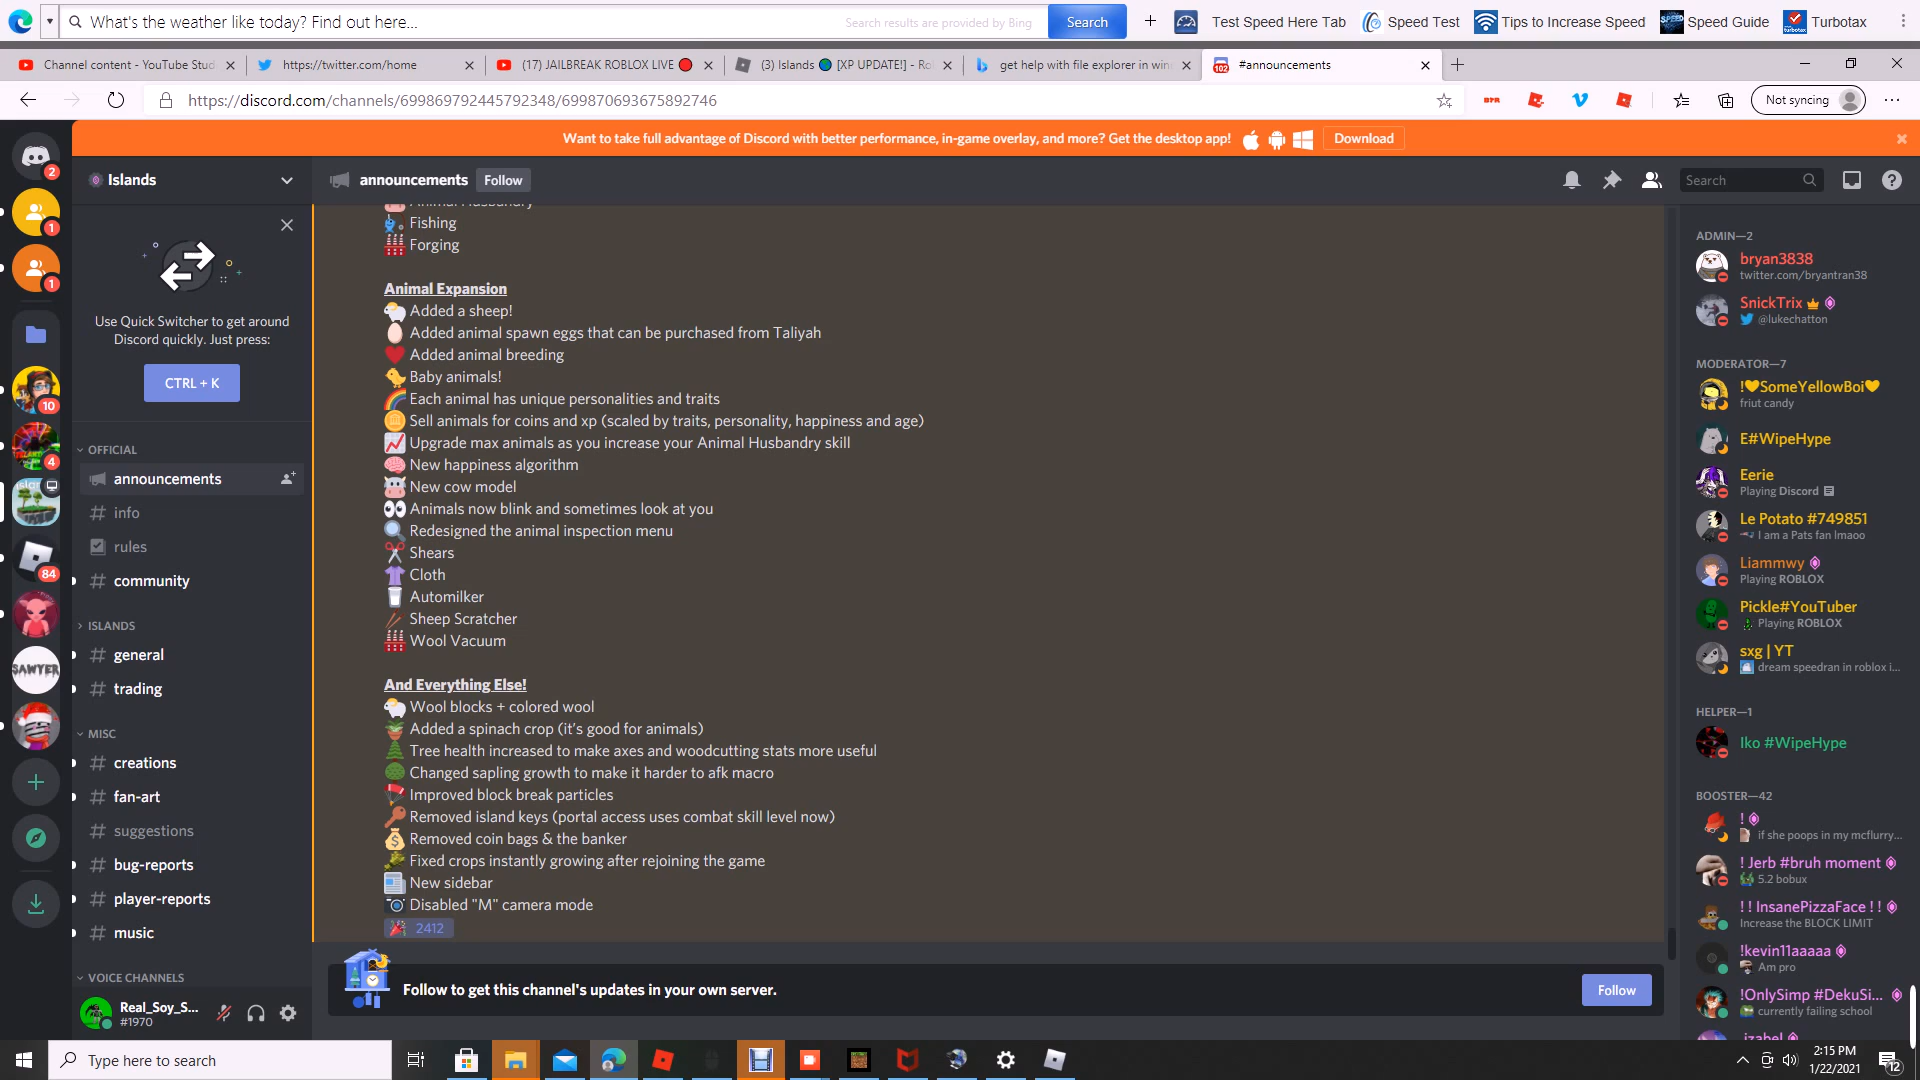 What's the weather like today? Find out here...
Search results are provided by Bing
Search
Test Speed Here Tab
Speed Test
Tips to Increase Speed
Speed Guide
Turbotax
Channel content - YouTube Stud
https://twitter.com/home
(17) JAILBREAK ROBLOX LIVE
(3) Islands [XP UPDATE!] - Ro
get help with file explorer in win
102
#announcements
https://discord.com/channels/699869792445792348/699870693675892746
Not syncing
Want to take full advantage of Discord with better performance, in-game overlay, and more? Get the desktop app!
Download
Islands
announcements
Follow
Search
Use Quick Switcher to get around
Discord quickly. Just press:
CTRL + K
OFFICIAL
announcements
info
rules
community
ISLANDS
general
trading
MISC
creations
fan-art
suggestions
bug-reports
player-reports
music
VOICE CHANNELS
Real_Soy_S...
#1970
2
1
1
10
4
84
SAWYER
Animal Husbandry
Fishing
Forging
Animal Expansion
Added a sheep!
Added animal spawn eggs that can be purchased from Taliyah
Added animal breeding
Baby animals!
Each animal has unique personalities and traits
Sell animals for coins and xp (scaled by traits, personality, happiness and age)
Upgrade max animals as you increase your Animal Husbandry skill
New happiness algorithm
New cow model
Animals now blink and sometimes look at you
Redesigned the animal inspection menu
Shears
Cloth
Automilker
Sheep Scratcher
Wool Vacuum
And Everything Else!
Wool blocks + colored wool
Added a spinach crop (it's good for animals)
Tree health increased to make axes and woodcutting stats more useful
Changed sapling growth to make it harder to afk macro
Improved block break particles
Removed island keys (portal access uses combat skill level now)
Removed coin bags & the banker
Fixed crops instantly growing after rejoining the game
New sidebar
Disabled "M" camera mode
2412
Follow to get this channel's updates in your own server.
Follow
ADMIN—2
bryan3838
twitter.com/bryantran38
SnickTrix
@lukechatton
MODERATOR—7
!💛SomeYellowBoi💛
friut candy
E#WipeHype
Eerie
Playing Discord
Le Potato #749851
I am a Pats fan lmaoo
Liammwy
Playing ROBLOX
Pickle#YouTuber
Playing ROBLOX
sxg | YT
dream speedran in roblox i...
HELPER—1
Iko #WipeHype
BOOSTER—42
!
if she poops in my mcflurry...
! Jerb #bruh moment
5.2 bobux
! ! InsanePizzaFace ! !
Increase the BLOCK LIMIT
!kevin11aaaaa
Am pro
!OnlySimp #DekuSi...
currently failing school
Type here to search
2:15 PM
1/22/2021
12